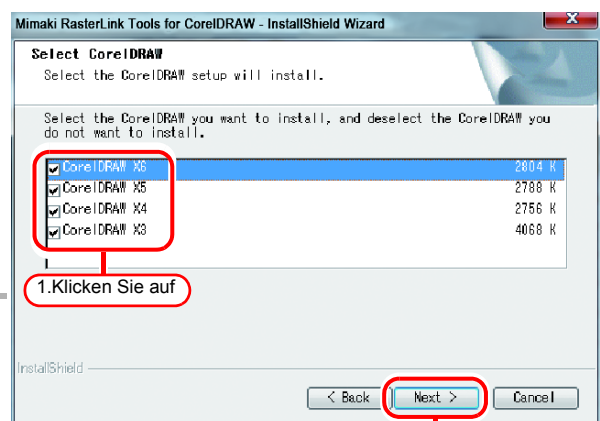 Mimaki RasterLink Tools for CorelDRAW - InstallShield Wizard
Select CorelDRAW
Select the CorelDRAW setup will install.
Select the CorelDRAW you want to install, and deselect the CorelDRAW you
do not want to install.
CorelDRAW X6 2804 K
CorelDRAW X5 2788 K
CorelDRAW X4 2756 K
CorelDRAW X3 4068 K
1.Klicken Sie auf
InstallShield
< Back Next > Cancel